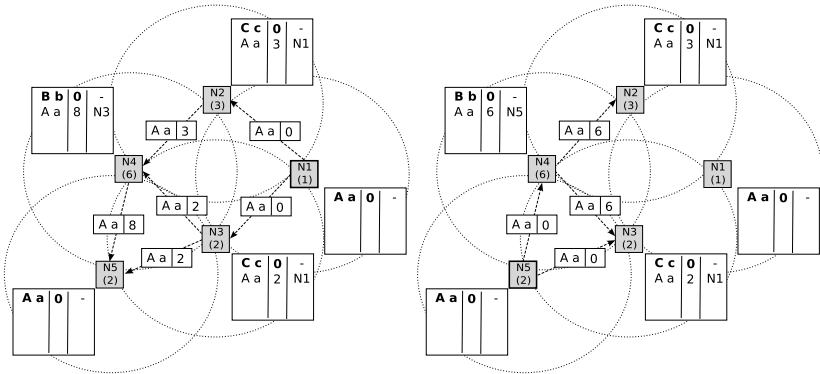 C c 0 -
A a 3 N1
N2
(3)
B b 0 -
A a 8 N3
A a 3
A a 0
N4
(6)
N1
(1)
A a 2
A a 0
A a 0 -
A a 8
N3
(2)
A a 2
C c 0 -
A a 2 N1
N5
(2)
A a 0 -
C c 0 -
A a 3 N1
N2
(3)
B b 0 -
A a 6 N5
A a 6
N4
(6)
N1
(1)
A a 6
A a 0 -
A a 0
N3
(2)
A a 0
C c 0 -
A a 2 N1
N5
(2)
A a 0 -